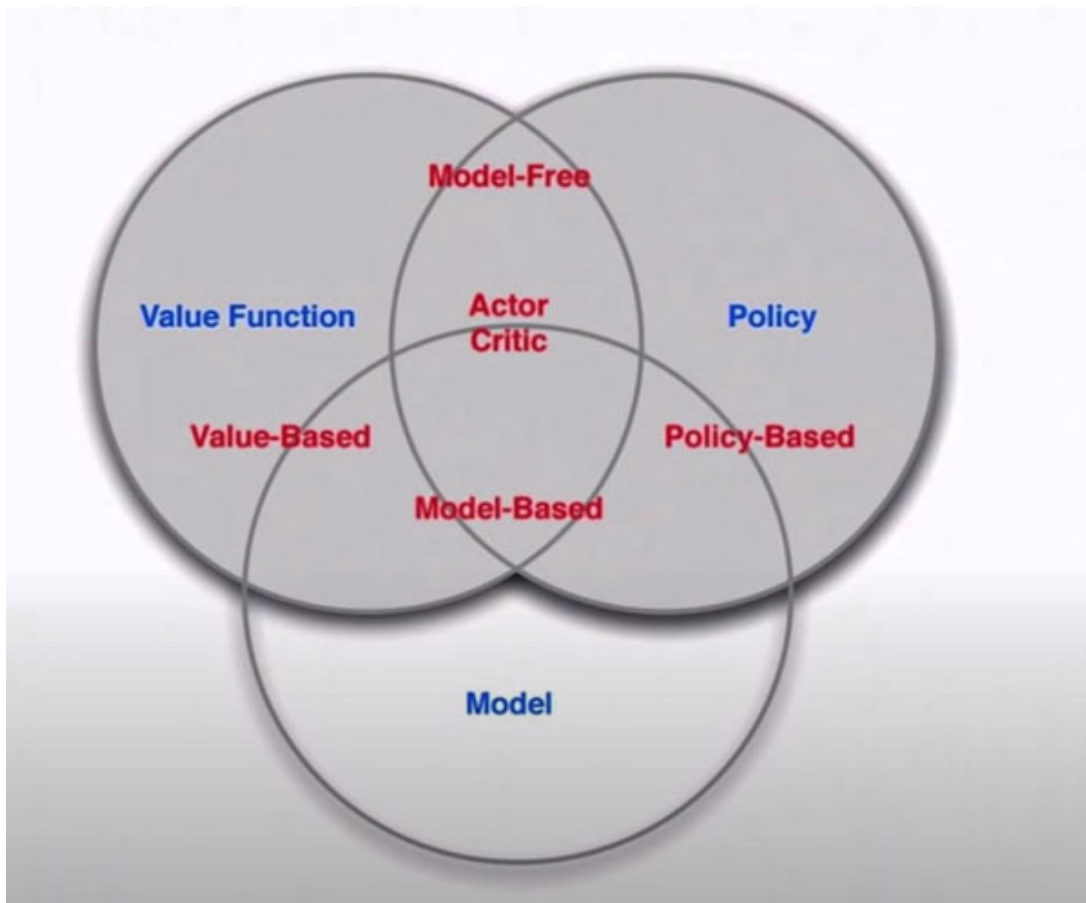 Model-Free
Actor
Critic
Value Function
Policy
Value-Based
Policy-Based
Model-Based
Model